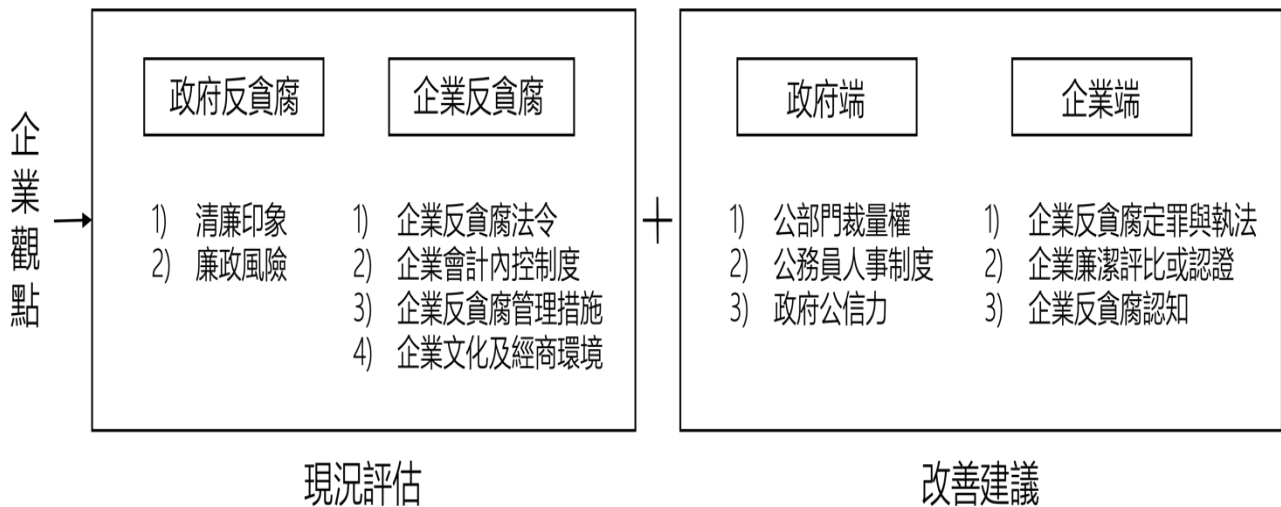 企業觀點
政府反貪腐
1) 清廉印象
2) 廉政風險
企業反貪腐
1) 企業反貪腐法令
2) 企業會計內控制度
3) 企業反貪腐管理措施
4) 企業文化及經商環境
現況評估
+
政府端
1) 公部門裁量權
2) 公務員人事制度
3) 政府公信力
企業端
1) 企業反貪腐定罪與執法
2) 企業廉潔評比或認證
3) 企業反貪腐認知
改善建議